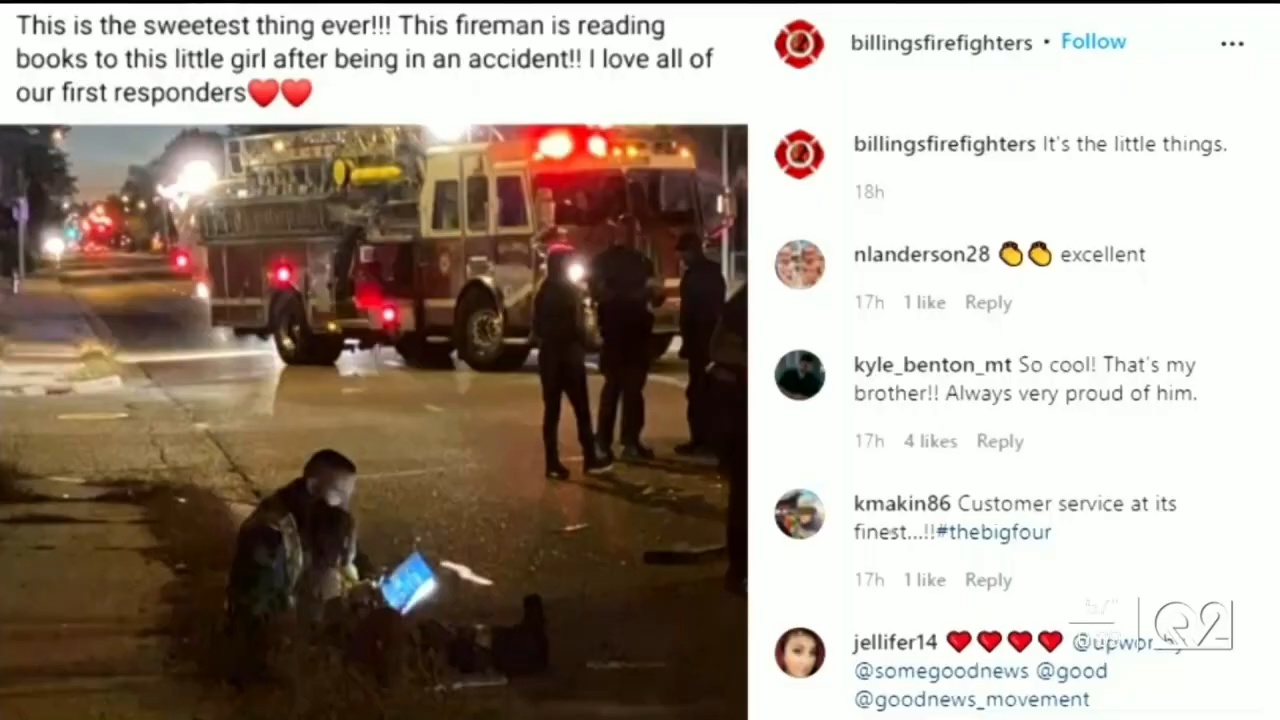 This is the sweetest thing ever!!! This fireman is reading
books to this little girl after being in an accident!! I love all of
our first responders❤️❤️
billingsfirefighters • Follow
billingsfirefighters It's the little things.
18h
nlanderson28 👏👏 excellent
17h 1 like Reply
kyle_benton_mt So cool! That's my
brother!! Always very proud of him.
17h 4 likes Reply
kmakin86 Customer service at its
finest...!!#thebigfour
17h 1 like Reply
jellifer14 ❤️❤️❤️❤️
@somegoodnews @good
@goodnews_movement
Q2